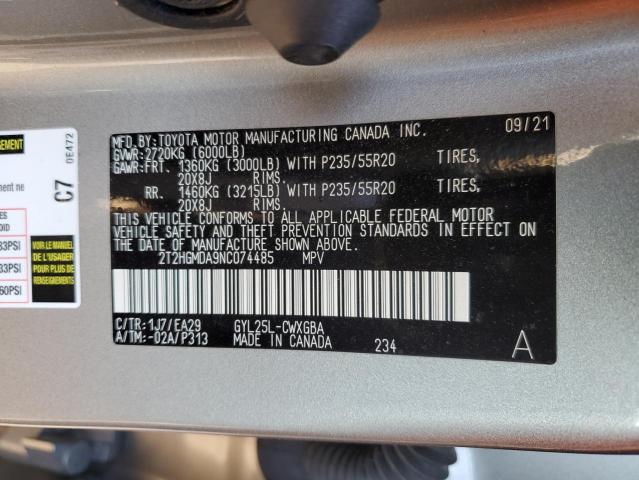 MFD. BY: TOYOTA MOTOR MANUFACTURING CANADA INC. 09/21
GVWR: 2720KG (6000LB)
GAWR: FRT. 1360KG (3000LB) WITH P235/55R20 TIRES,
20X8J RIMS,
RR. 1460KG (3215LB) WITH P235/55R20 TIRES,
20X8J RIMS,
THIS VEHICLE CONFORMS TO ALL APPLICABLE FEDERAL MOTOR
VEHICLE SAFETY AND THEFT PREVENTION STANDARDS IN EFFECT ON
THE DATE OF MANUFACTURE SHOWN ABOVE.
2T2HGMDA9NC074485 MPV
C/TR: 1J7/EA29 GYL25L-CWXGBA
A/TM: -02A/P313 MADE IN CANADA 234 A
C7
0E472
33PSI
33PSI
60PSI
VOIR LE MANUEL
DE L'USAGER
POUR PLUS DE
RENSEIGNEMENTS